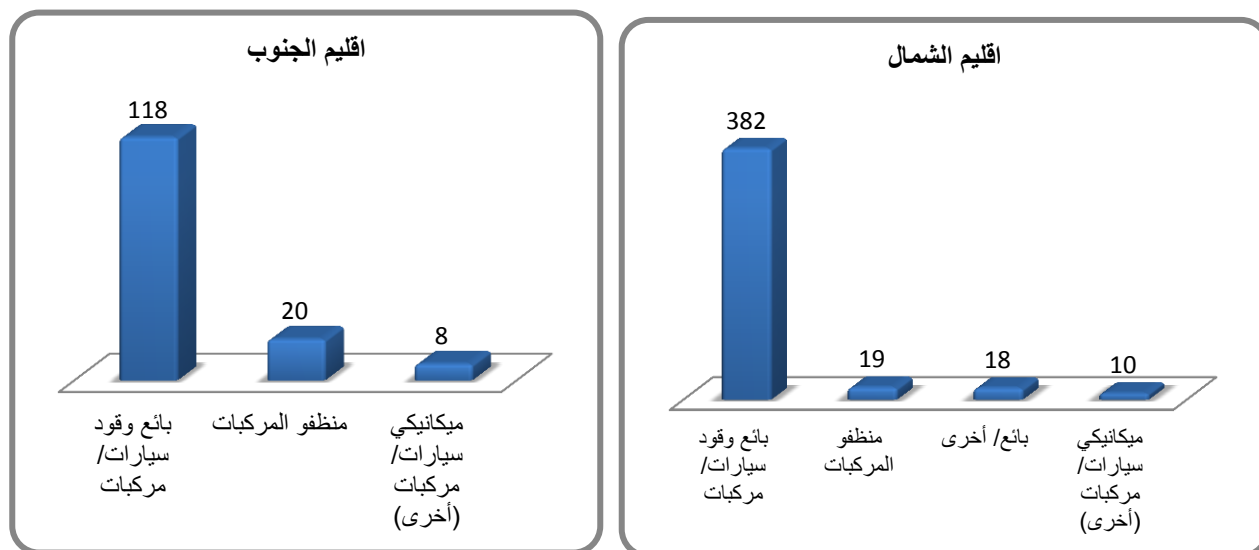 اقليم الشمال
382
19
18
10
بائع وقود
سيارات/
مركبات
منظفو
المركبات
بائع/ أخرى
ميكانيكي
سيارات/
مركبات
(أخرى)
اقليم الجنوب
118
20
8
بائع وقود
سيارات/
مركبات
منظفو المركبات
ميكانيكي
سيارات/
مركبات
(أخرى)